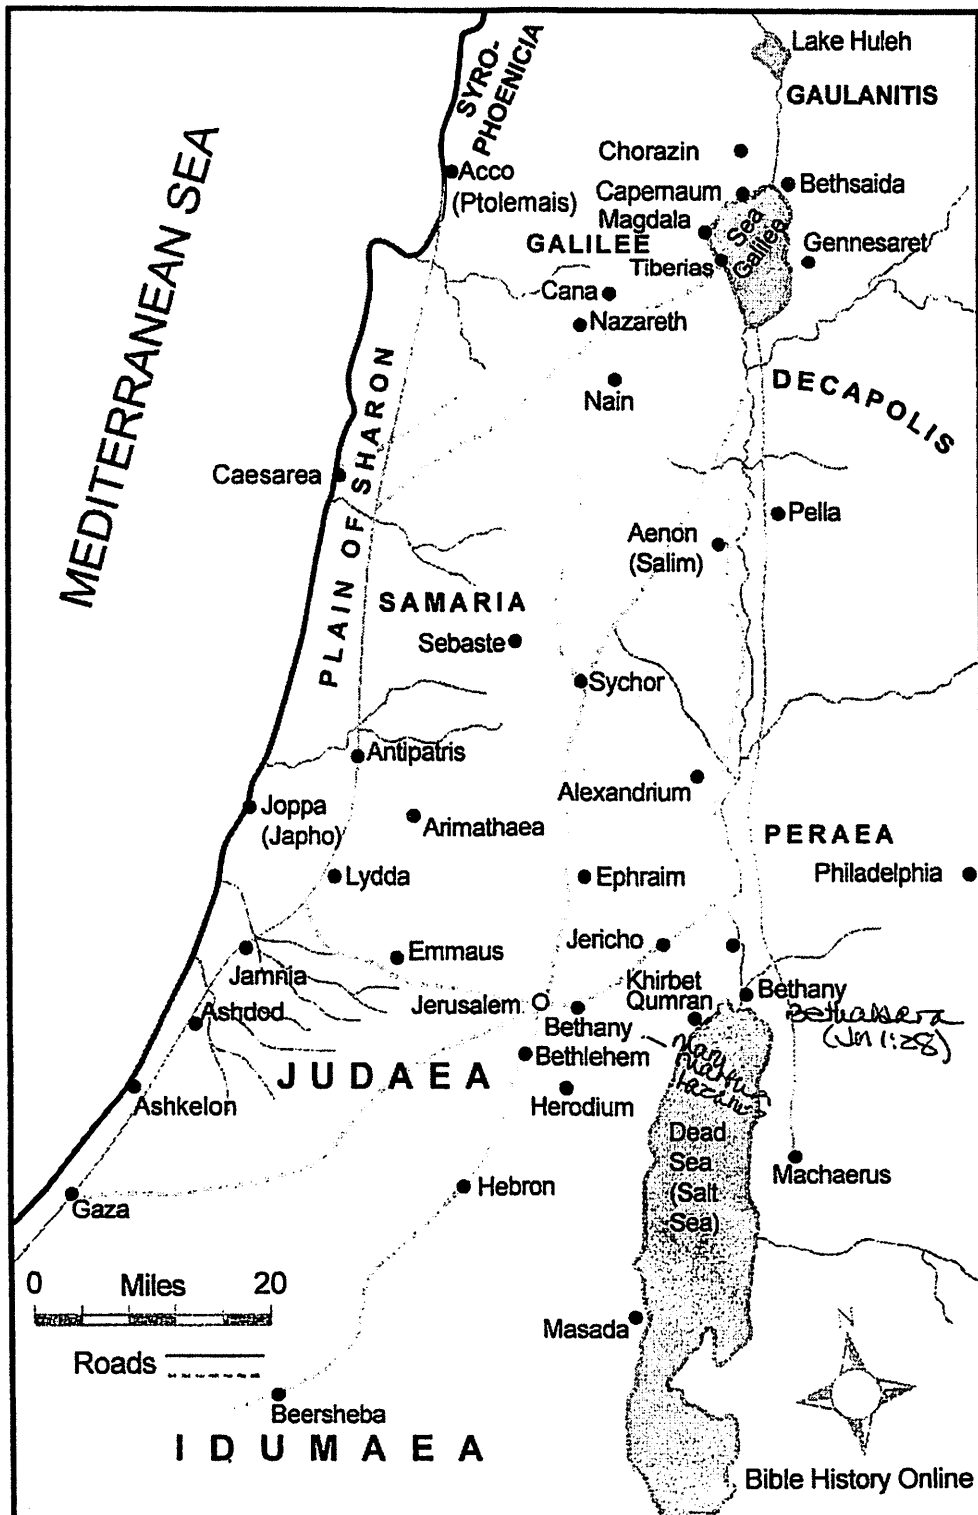 Lake Huleh
SYRO-
PHOENICIA
GAULANITIS
MEDITERRANEAN SEA
Chorazin
Acco
(Ptolemais)
Capernaum
Bethsaida
Magdala
GALILEE
Sea
Galilee
Gennesaret
Tiberias
Cana
Nazareth
DECAPOLIS
Nain
PLAIN OF SHARON
Caesarea
Pella
Aenon
(Salim)
SAMARIA
Sebaste
Sychor
Antipatris
Alexandrium
Joppa
(Japho)
Arimathaea
PERAEA
Lydda
Ephraim
Philadelphia
Jericho
Emmaus
Jamnia
Khirbet
Qumran
Bethany
Jerusalem
Ashdod
Bethany
Bethabara
(Jn 1:28)
Mary
Martha
Lazarus
Bethlehem
JUDAEA
Ashkelon
Herodium
Dead
Sea
(Salt
Sea)
Machaerus
Hebron
Gaza
0 Miles 20
Masada
N
Roads
Beersheba
IDUMAEA
Bible History Online